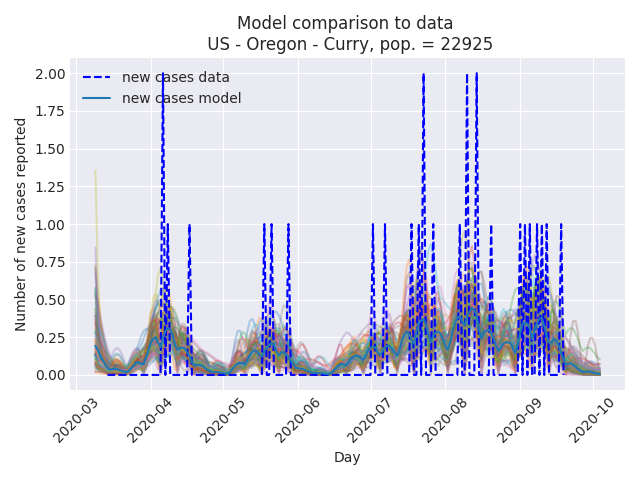 Model comparison to data
US - Oregon - Curry, pop. = 22925
new cases data
new cases model
2.00
1.75
1.50
1.25
1.00
0.75
0.50
0.25
0.00
Number of new cases reported
2020-03
2020-04
2020-05
2020-06
2020-07
2020-08
2020-09
2020-10
Day